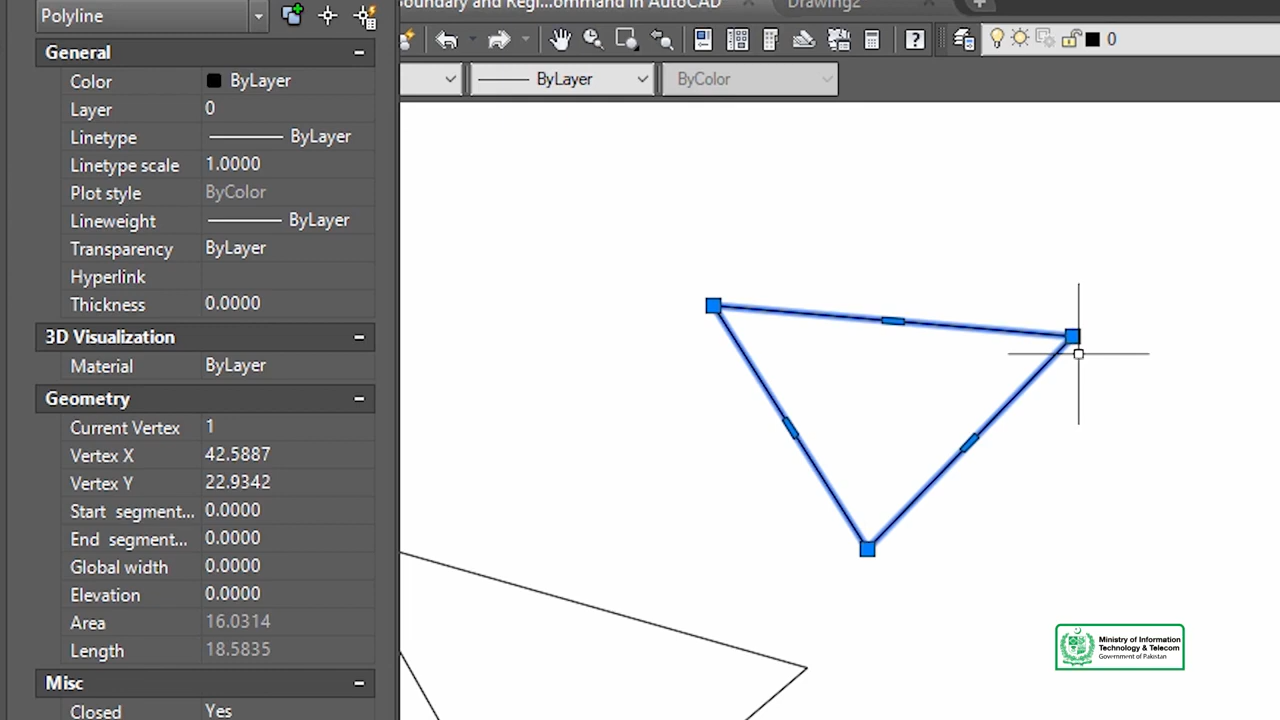 oundary and Regi...ommand in AutoCAD
Drawing2
Polyline
0
ByLayer
ByColor
General
Color ByLayer
Layer 0
Linetype ByLayer
Linetype scale 1.0000
Plot style ByColor
Lineweight ByLayer
Transparency ByLayer
Hyperlink
Thickness 0.0000
3D Visualization
Material ByLayer
Geometry
Current Vertex 1
Vertex X 42.5887
Vertex Y 22.9342
Start segment... 0.0000
End segment... 0.0000
Global width 0.0000
Elevation 0.0000
Area 16.0314
Length 18.5835
Misc
Closed Yes
Ministry of Information
Technology & Telecom
Government of Pakistan